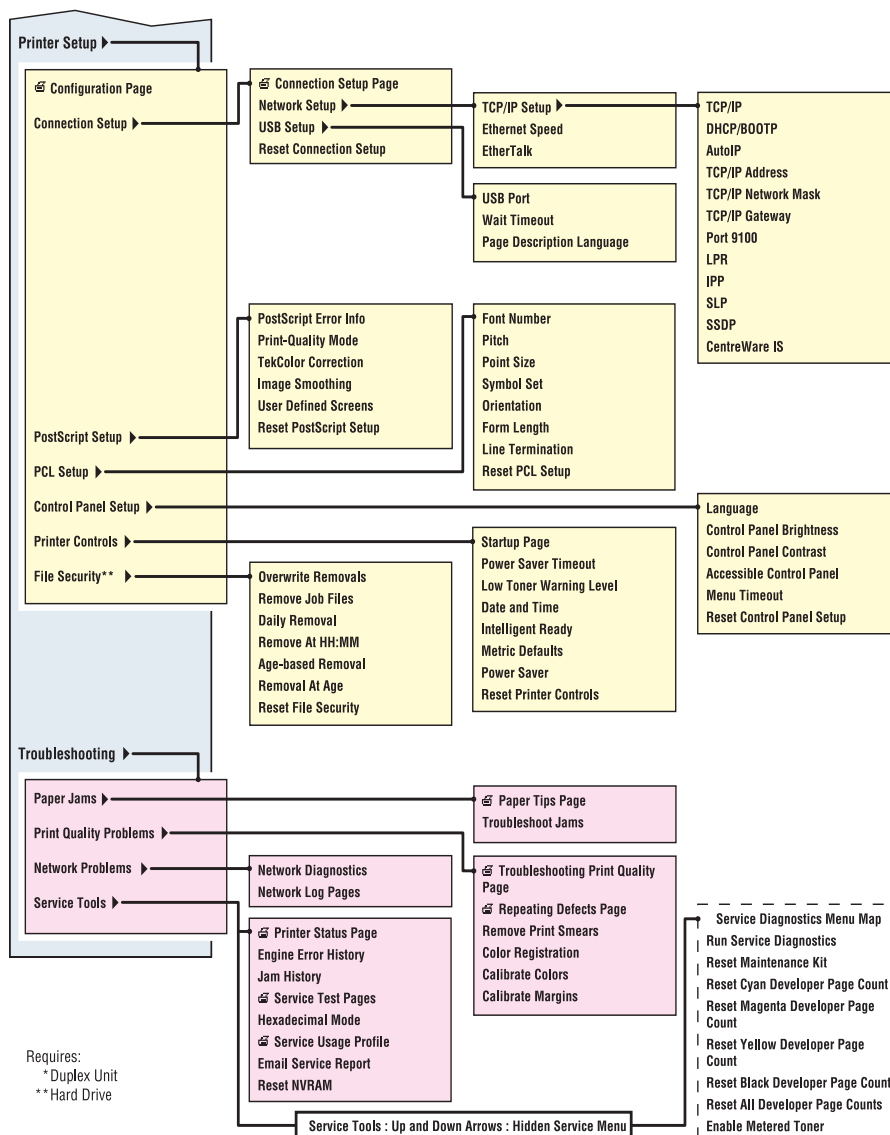 Printer Setup
Configuration Page
Connection Setup
PostScript Setup
PCL Setup
Control Panel Setup
Printer Controls
File Security**
Connection Setup Page
Network Setup
USB Setup
Reset Connection Setup
TCP/IP Setup
Ethernet Speed
EtherTalk
TCP/IP
DHCP/BOOTP
AutoIP
TCP/IP Address
TCP/IP Network Mask
TCP/IP Gateway
Port 9100
LPR
IPP
SLP
SSDP
CentreWare IS
USB Port
Wait Timeout
Page Description Language
PostScript Error Info
Print-Quality Mode
TekColor Correction
Image Smoothing
User Defined Screens
Reset PostScript Setup
Font Number
Pitch
Point Size
Symbol Set
Orientation
Form Length
Line Termination
Reset PCL Setup
Language
Control Panel Brightness
Control Panel Contrast
Accessible Control Panel
Menu Timeout
Reset Control Panel Setup
Startup Page
Power Saver Timeout
Low Toner Warning Level
Date and Time
Intelligent Ready
Metric Defaults
Power Saver
Reset Printer Controls
Overwrite Removals
Remove Job Files
Daily Removal
Remove At HH:MM
Age-based Removal
Removal At Age
Reset File Security
Troubleshooting
Paper Jams
Print Quality Problems
Network Problems
Service Tools
Paper Tips Page
Troubleshoot Jams
Troubleshooting Print Quality
Page
Repeating Defects Page
Remove Print Smears
Color Registration
Calibrate Colors
Calibrate Margins
Network Diagnostics
Network Log Pages
Printer Status Page
Engine Error History
Jam History
Service Test Pages
Hexadecimal Mode
Service Usage Profile
Email Service Report
Reset NVRAM
Service Tools : Up and Down Arrows : Hidden Service Menu
Service Diagnostics Menu Map
Run Service Diagnostics
Reset Maintenance Kit
Reset Cyan Developer Page Count
Reset Magenta Developer Page
Count
Reset Yellow Developer Page
Count
Reset Black Developer Page Count
Reset All Developer Page Counts
Enable Metered Toner
Requires:
*Duplex Unit
**Hard Drive